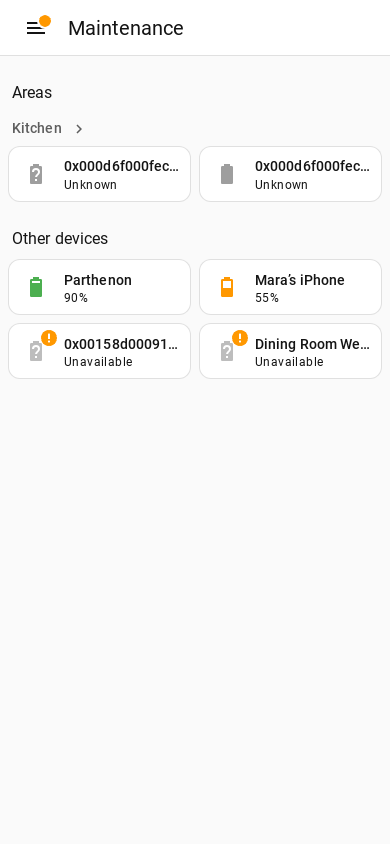 Maintenance
Areas
Kitchen
0x000d6f000fec…
Unknown
0x000d6f000fec…
Unknown
Other devices
Parthenon
90%
Mara’s iPhone
55%
0x00158d00091…
Unavailable
Dining Room We…
Unavailable